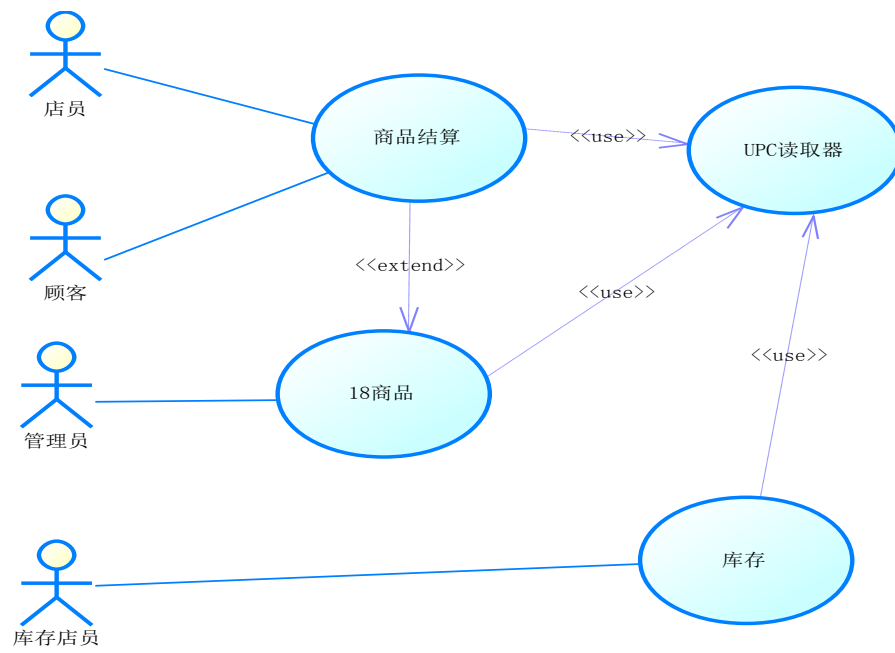 店员
商品结算
<<use>>
UPC读取器
顾客
<<extend>>
<<use>>
<<use>>
18商品
管理员
库存
库存店员